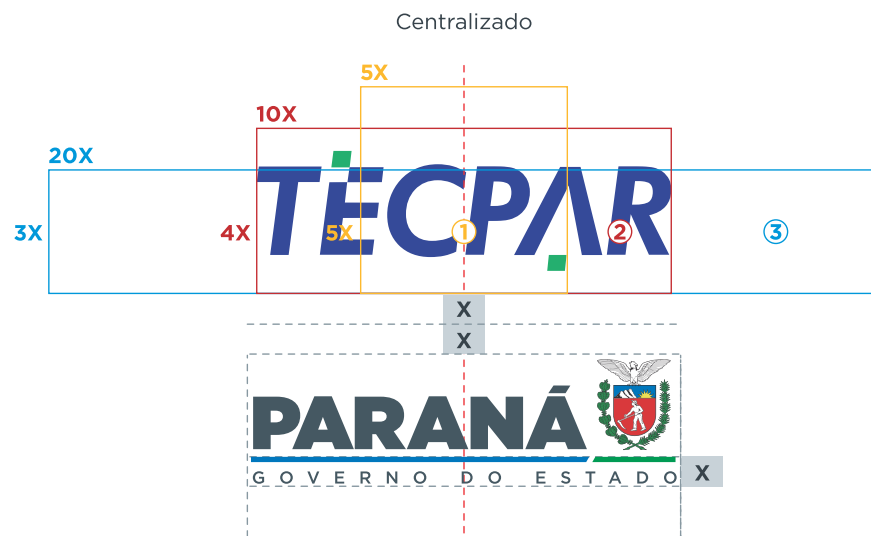 Centralizado
5X
10X
20X
TECPAR
3X
4X
5X
1
2
3
X
X
PARANÁ
GOVERNO DO ESTADO
X